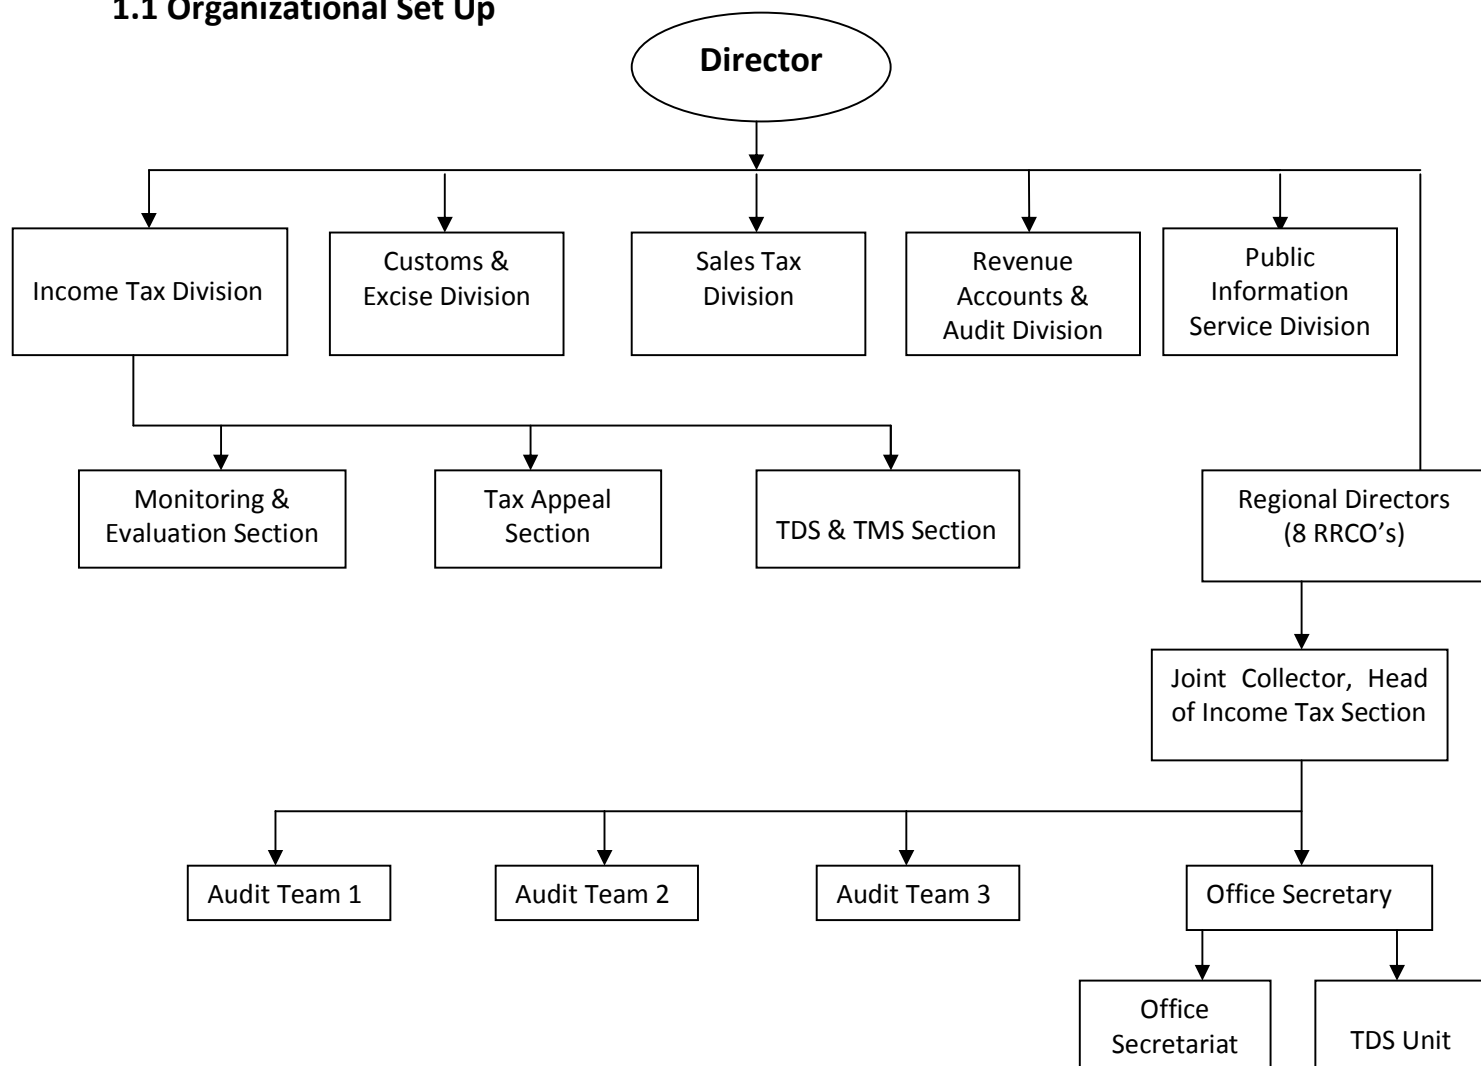 1.1 Organizational Set Up
Director
Income Tax Division
Customs &
Excise Division
Sales Tax
Division
Revenue
Accounts &
Audit Division
Public
Information
Service Division
Monitoring &
Evaluation Section
Tax Appeal
Section
TDS & TMS Section
Regional Directors
(8 RRCO’s)
Joint Collector, Head
of Income Tax Section
Audit Team 1
Audit Team 2
Audit Team 3
Office Secretary
Office
Secretariat
TDS Unit